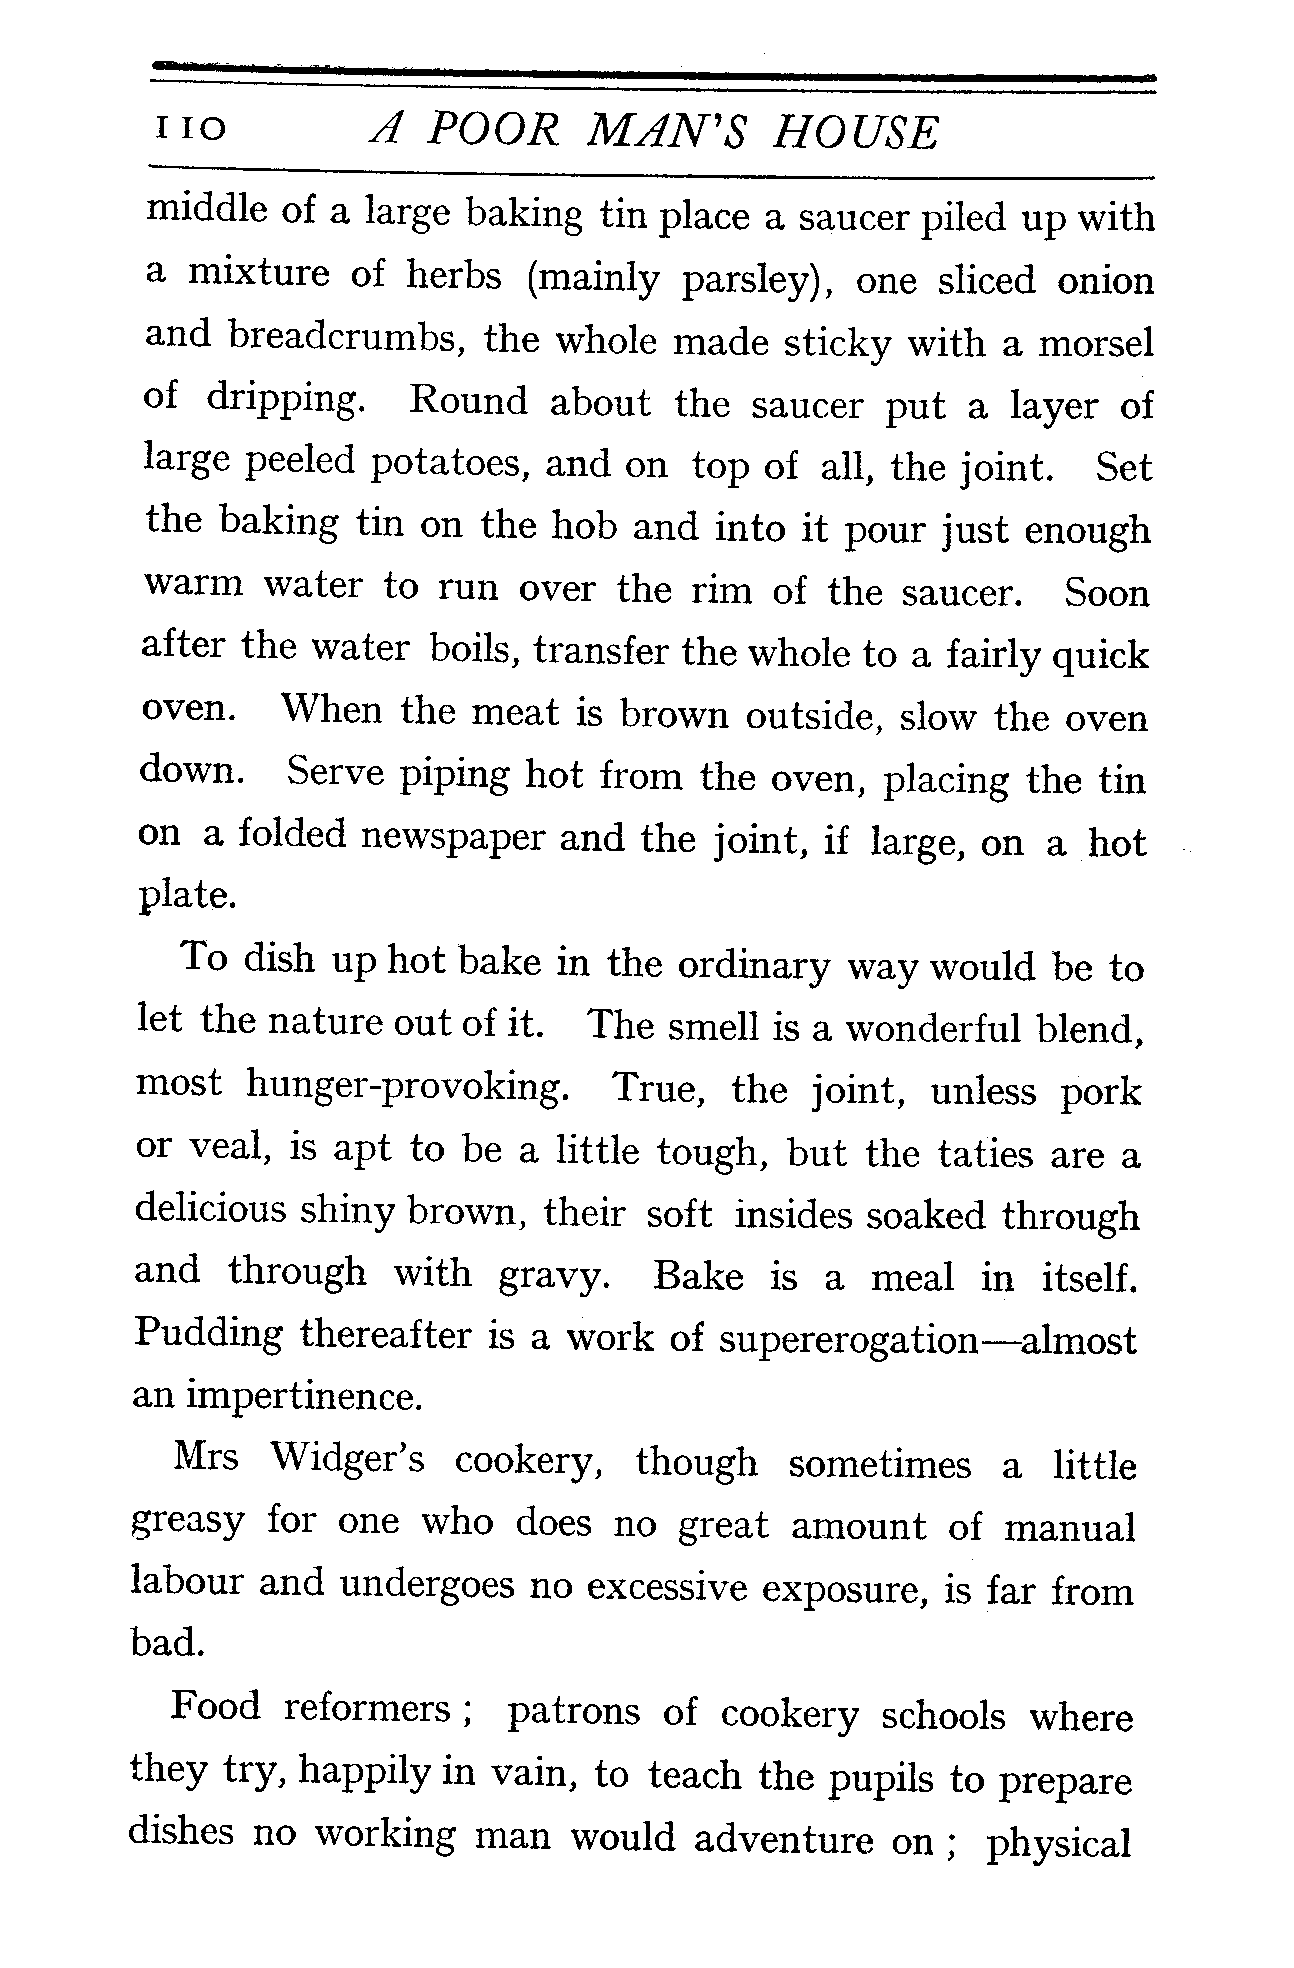 110 A POOR MAN'S HOUSE
middle of a large baking tin place a saucer piled up with
a mixture of herbs (mainly parsley), one sliced onion
and breadcrumbs, the whole made sticky with a morsel
of dripping. Round about the saucer put a layer of
large peeled potatoes, and on top of all, the joint. Set
the baking tin on the hob and into it pour just enough
warm water to run over the rim of the saucer. Soon
after the water boils, transfer the whole to a fairly quick
oven. When the meat is brown outside, slow the oven
down. Serve piping hot from the oven, placing the tin
on a folded newspaper and the joint, if large, on a hot
plate.
To dish up hot bake in the ordinary way would be to
let the nature out of it. The smell is a wonderful blend,
most hunger-provoking. True, the joint, unless pork
or veal, is apt to be a little tough, but the taties are a
delicious shiny brown, their soft insides soaked through
and through with gravy. Bake is a meal in itself.
Pudding thereafter is a work of supererogation—almost
an impertinence.
Mrs Widger's cookery, though sometimes a little
greasy for one who does no great amount of manual
labour and undergoes no excessive exposure, is far from
bad.
Food reformers ; patrons of cookery schools where
they try, happily in vain, to teach the pupils to prepare
dishes no working man would adventure on ; physical